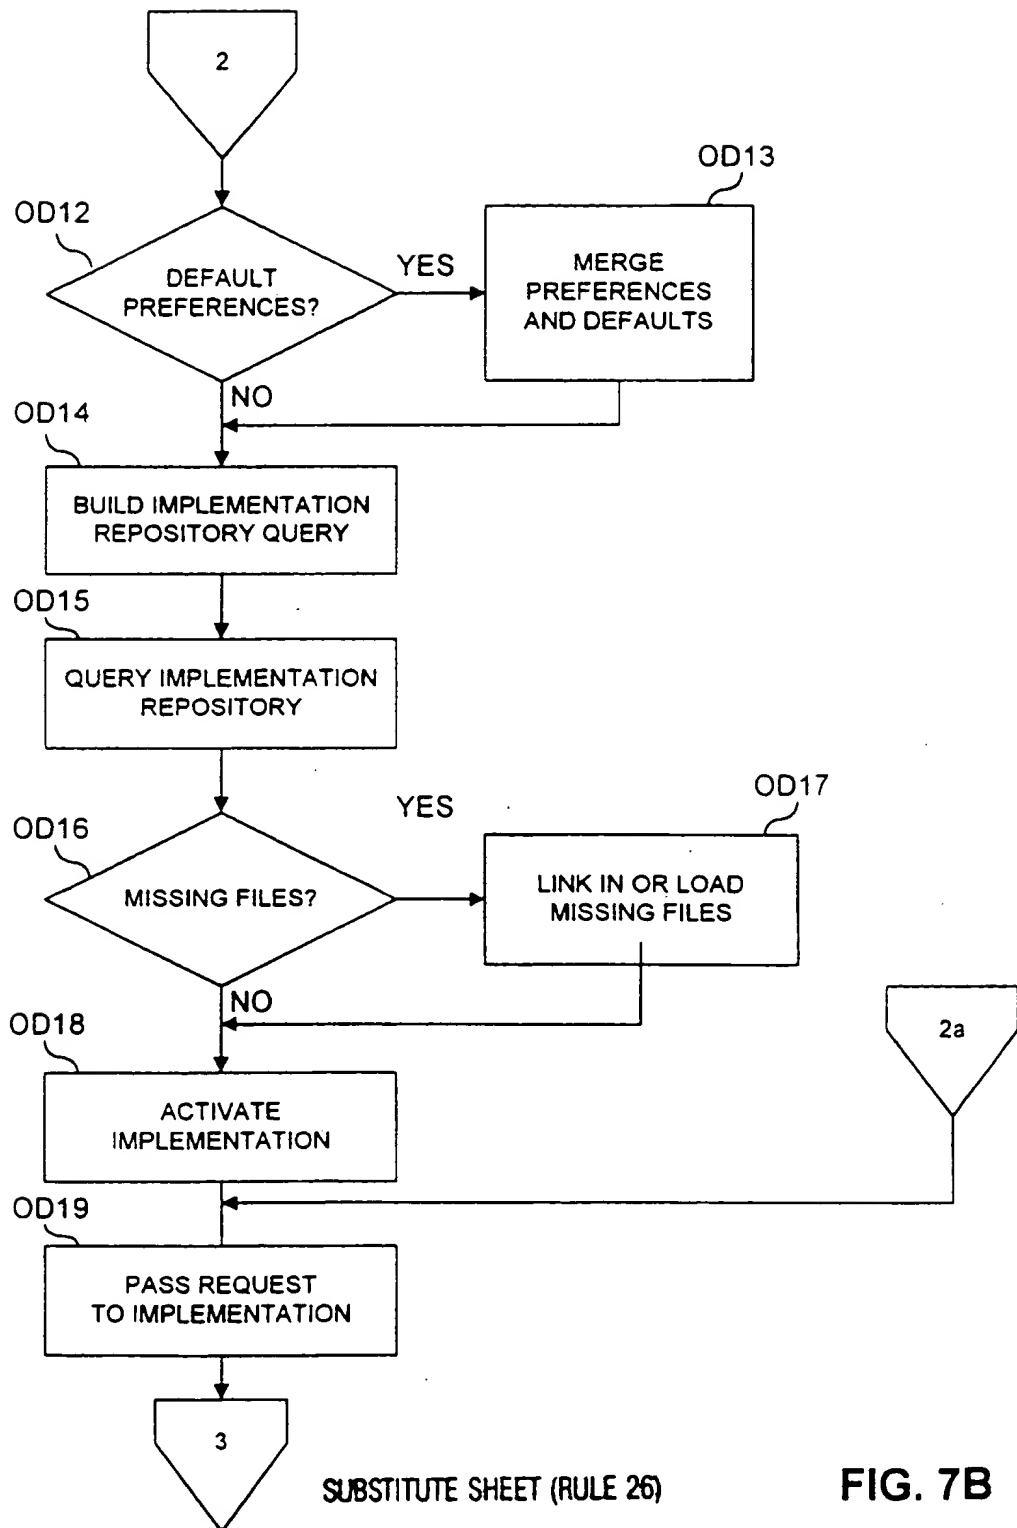 2
OD13
OD12
DEFAULT
PREFERENCES?
YES
MERGE
PREFERENCES
AND DEFAULTS
NO
OD14
BUILD IMPLEMENTATION
REPOSITORY QUERY
OD15
QUERY IMPLEMENTATION
REPOSITORY
YES
OD17
OD16
MISSING FILES?
LINK IN OR LOAD
MISSING FILES
NO
OD18
2a
ACTIVATE
IMPLEMENTATION
OD19
PASS REQUEST
TO IMPLEMENTATION
3
SUBSTITUTE SHEET (RULE 26)
FIG. 7B